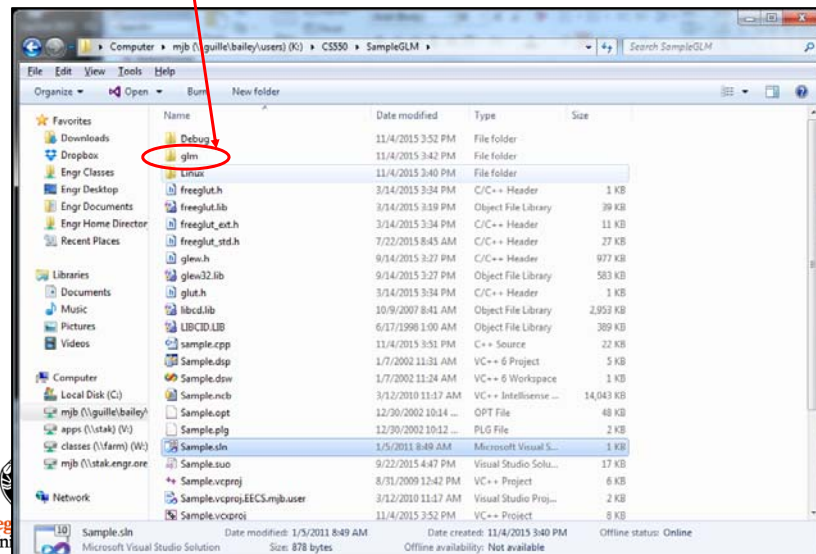 Computer ▸ mjb (\\guille\bailey\users) (K:) ▸ CS550 ▸ SampleGLM ▸ Search SampleGLM
File Edit View Tools Help
Organize Open Burn New folder
Name Date modified Type Size
Favorites
Downloads
Dropbox
Engr Classes
Engr Desktop
Engr Documents
Engr Home Director
Recent Places
Libraries
Documents
Music
Pictures
Videos
Computer
Local Disk (C:)
mjb (\\guille\bailey\
apps (\\stak) (V:)
classes (\\farm) (W:)
mjb (\\stak.engr.ore
Network
Debug 11/4/2015 3:52 PM File folder
glm 11/4/2015 3:42 PM File folder
Linux 11/4/2015 3:40 PM File folder
freeglut.h 3/14/2015 3:34 PM C/C++ Header 1 KB
freeglut.lib 3/14/2015 3:19 PM Object File Library 39 KB
freeglut_ext.h 3/14/2015 3:34 PM C/C++ Header 11 KB
freeglut_std.h 7/22/2015 8:45 AM C/C++ Header 27 KB
glew.h 9/14/2015 3:27 PM C/C++ Header 977 KB
glew32.lib 9/14/2015 3:27 PM Object File Library 583 KB
glut.h 3/14/2015 3:34 PM C/C++ Header 1 KB
libcd.lib 10/9/2007 8:41 AM Object File Library 2,953 KB
LIBCID.LIB 6/17/1998 1:00 AM Object File Library 389 KB
sample.cpp 11/4/2015 3:51 PM C++ Source 22 KB
Sample.dsp 1/7/2002 11:31 AM VC++ 6 Project 5 KB
Sample.dsw 1/7/2002 11:24 AM VC++ 6 Workspace 1 KB
Sample.ncb 3/12/2010 11:17 AM VC++ Intellisense ... 14,043 KB
Sample.opt 12/30/2002 10:14 ... OPT File 48 KB
Sample.plg 12/30/2002 10:12 ... PLG File 2 KB
Sample.sln 1/5/2011 8:49 AM Microsoft Visual S... 1 KB
Sample.suo 9/22/2015 4:47 PM Visual Studio Solu... 17 KB
Sample.vcproj 8/31/2009 12:42 PM VC++ Project 6 KB
Sample.vcproj.EECS.mjb.user 3/12/2010 11:17 AM Visual Studio Proj... 2 KB
Sample.vcxproj 11/4/2015 3:52 PM VC++ Project 8 KB
Sample.sln Date modified: 1/5/2011 8:49 AM Date created: 11/4/2015 3:40 PM Offline status: Online
Microsoft Visual Studio Solution Size: 878 bytes Offline availability: Not available